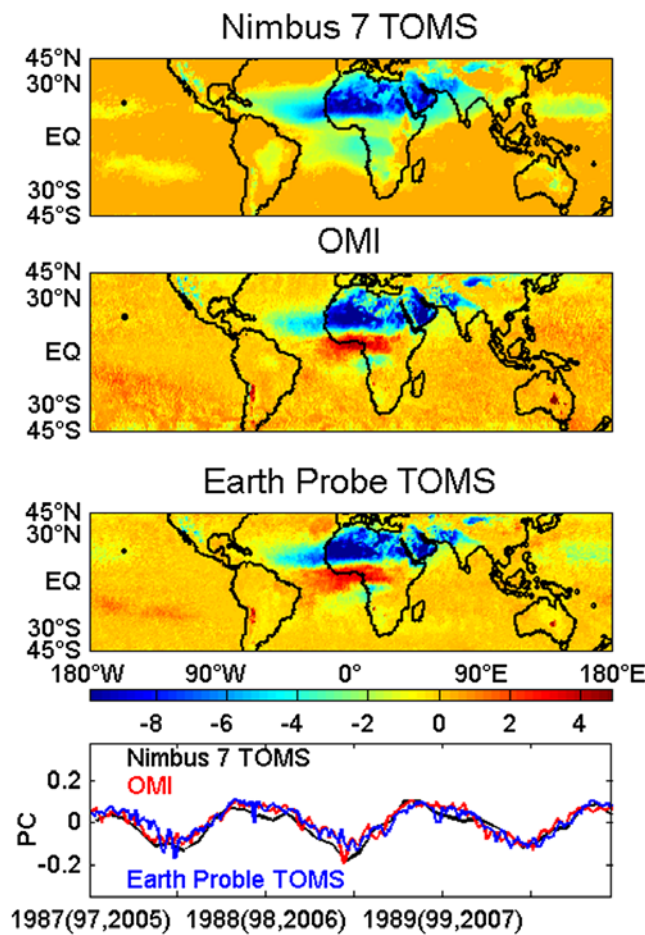 Nimbus 7 TOMS
45°N
30°N
EQ
30°S
45°S
OMI
45°N
30°N
EQ
30°S
45°S
Earth Probe TOMS
45°N
30°N
EQ
30°S
45°S
180°W 90°W 0° 90°E 180°E
-8 -6 -4 -2 0 2 4
Nimbus 7 TOMS
OMI
Earth Proble TOMS
PC
0.2
0
-0.2
1987(97,2005) 1988(98,2006) 1989(99,2007)